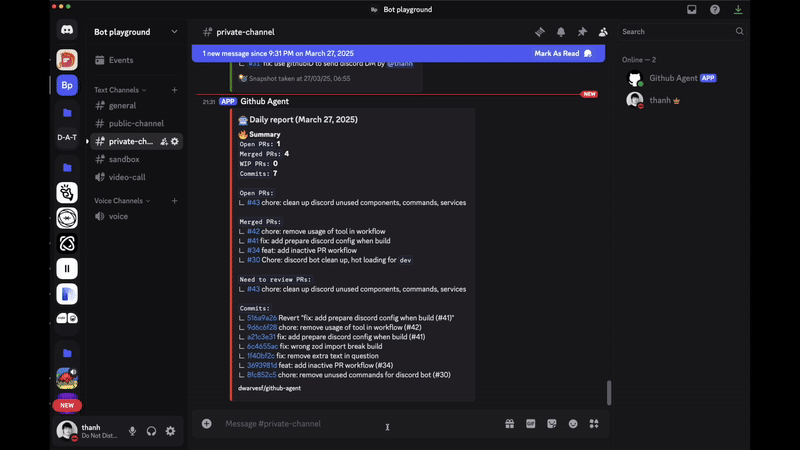 Bot playground
Bot playground
Events
Text Channels
general
public-channel
private-ch...
sandbox
video-call
Voice Channels
voice
Bp
D-A-T
NEW
thanh
Do Not Dist...
private-channel
1 new message since 9:31 PM on March 27, 2025
Mark As Read
#31 fix: use githubID to send discord DM by @thanh
Snapshot taken at 27/03/25, 06:55
NEW
21:31 APP Github Agent
Daily report (March 27, 2025)
Summary
Open PRs: 1
Merged PRs: 4
WIP PRs: 0
Commits: 7
Open PRs:
#43 chore: clean up discord unused components, commands, services
Merged PRs:
#42 chore: remove usage of tool in workflow
#41 fix: add prepare discord config when build
#34 feat: add inactive PR workflow
#30 Chore: discord bot clean up, hot loading for dev
Need to review PRs:
#43 chore: clean up discord unused components, commands, services
Commits:
516a9a26 Revert "fix: add prepare discord config when build (#41)"
9d6c6f28 chore: remove usage of tool in workflow (#42)
a21c3e31 fix: add prepare discord config when build (#41)
6c4655ac fix: wrong zod import break build
1f40bf2c fix: remove extra text in question
3693981d feat: add inactive PR workflow (#34)
8fc852c5 chore: remove unused commands for discord bot (#30)
dwarvesf/github-agent
Message #private-channel
GIF
Search
Online — 2
Github Agent APP
thanh